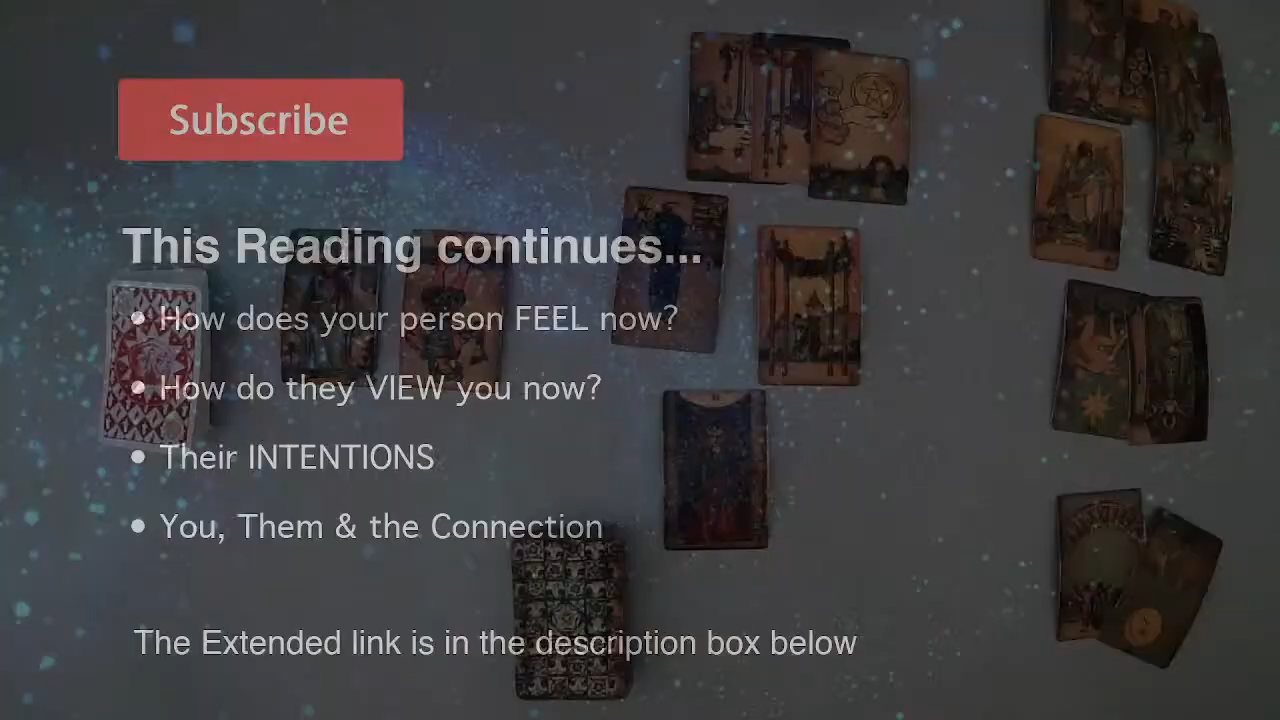 Subscribe
This Reading continues...
• How does your person FEEL now?
• How do they VIEW you now?
• Their INTENTIONS
• You, Them & the Connection
The Extended link is in the description box below